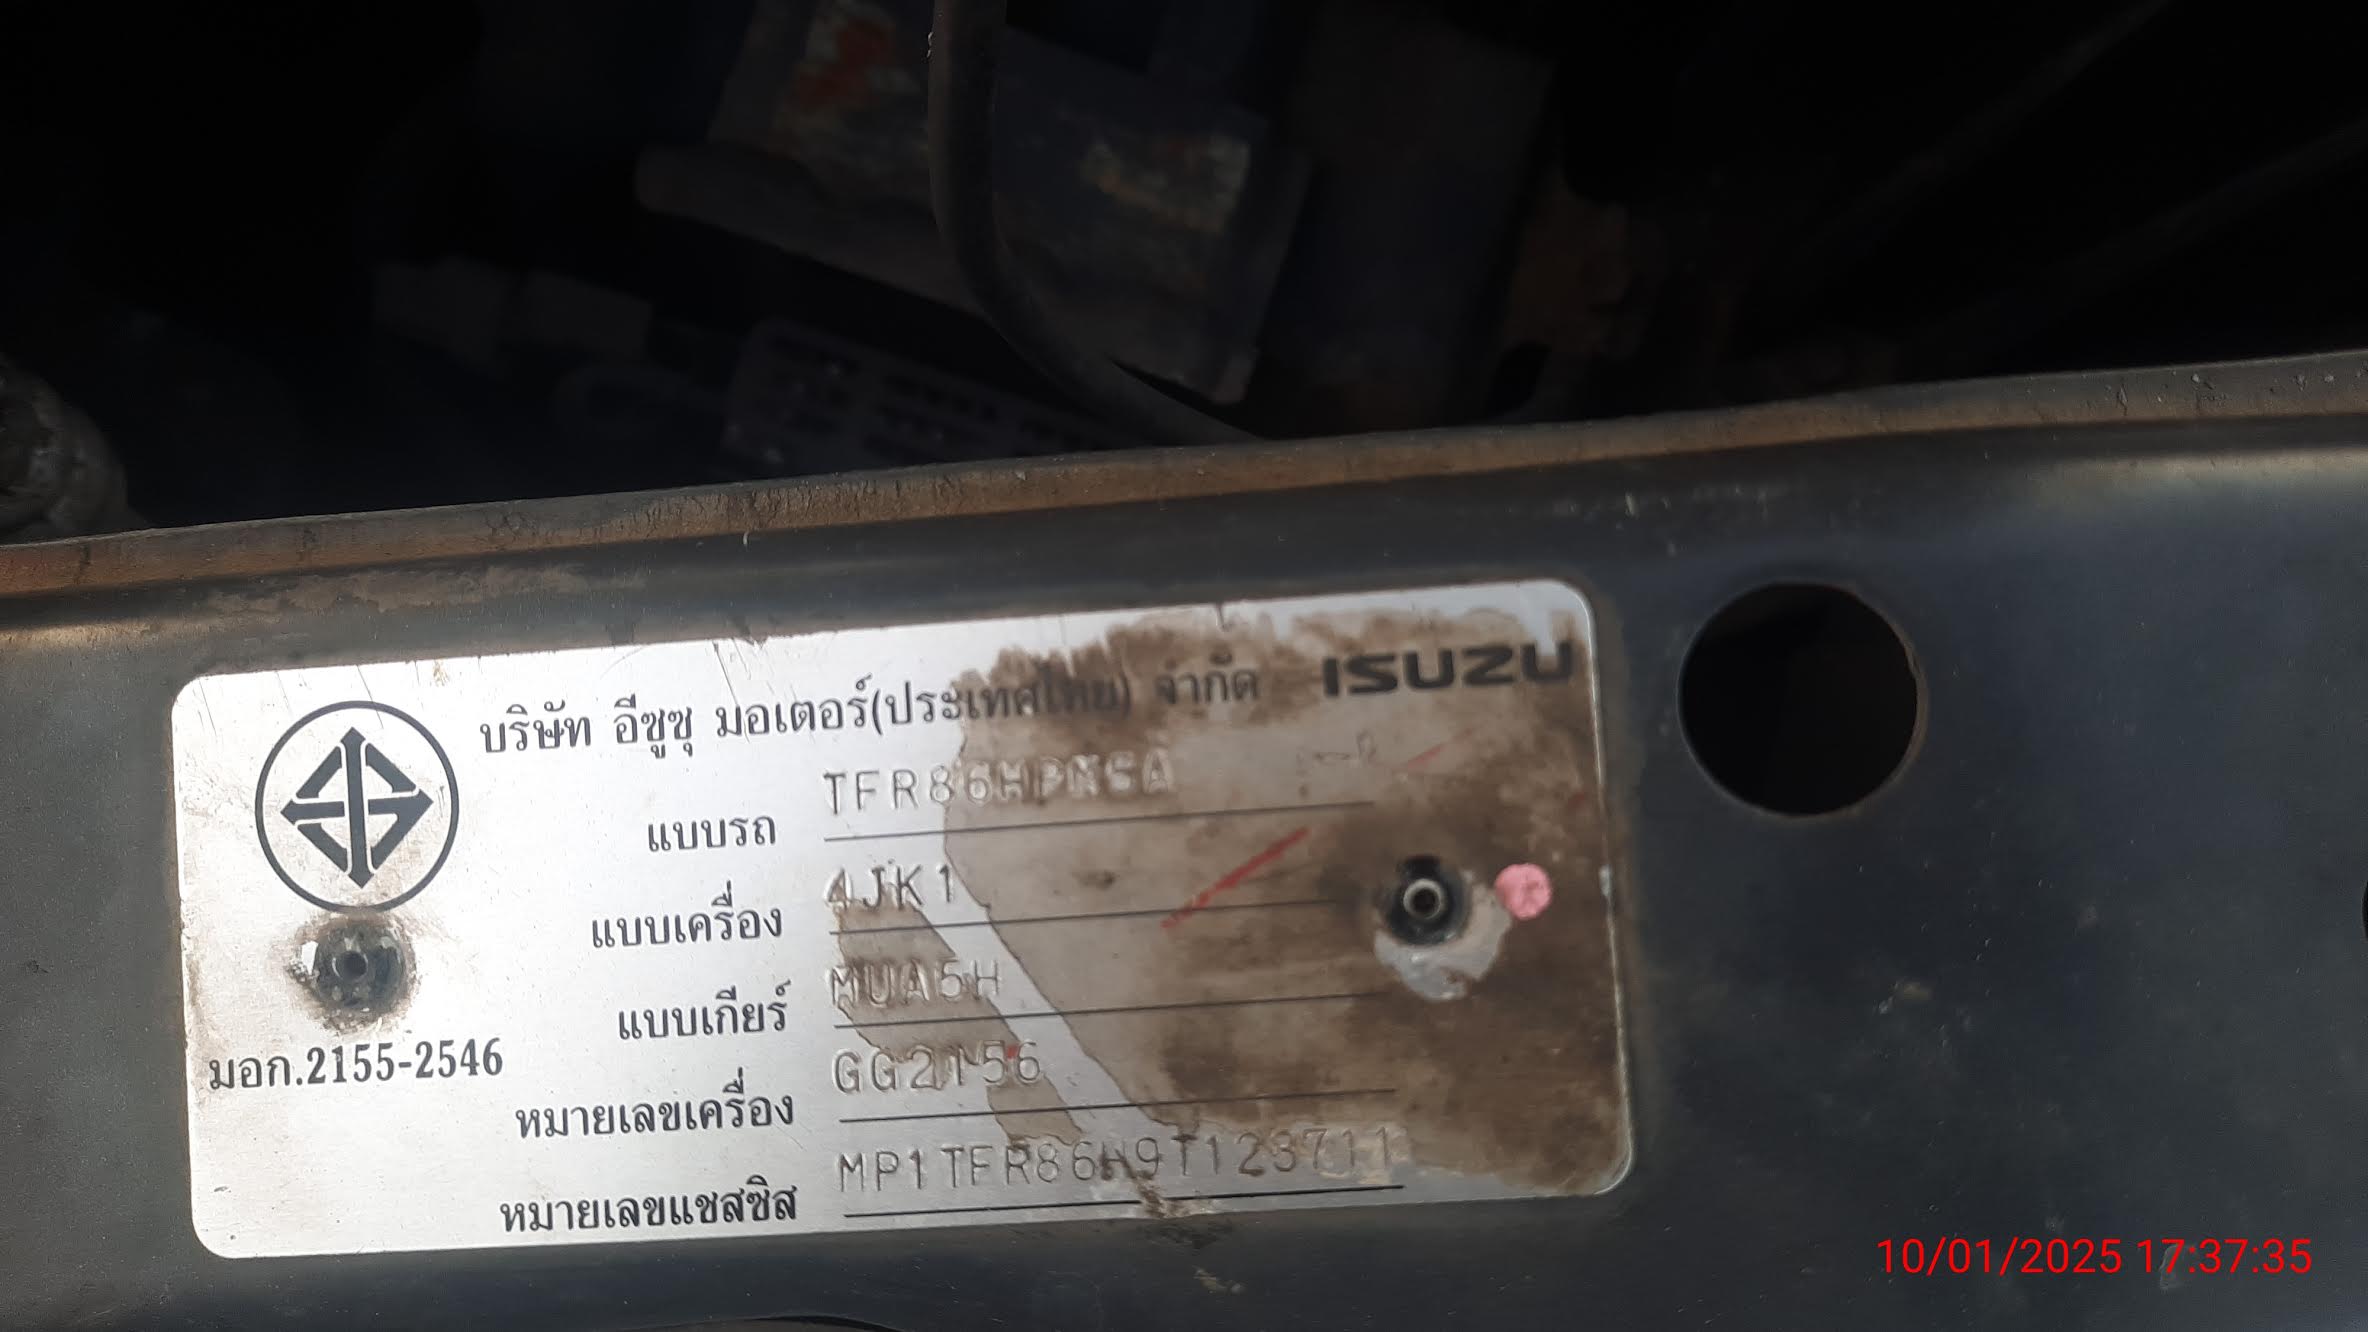 บริษัท อีซูซุ มอเตอร์(ประเทศไทย) จำกัด ISUZU
แบบรถ TFR86HPMSA
แบบเครื่อง 4JK1
แบบเกียร์ MUA5H
มอก.2155-2546
หมายเลขเครื่อง GG2156
หมายเลขแชสซิส MP1TFR86H9T123711
10/01/2025 17:37:35